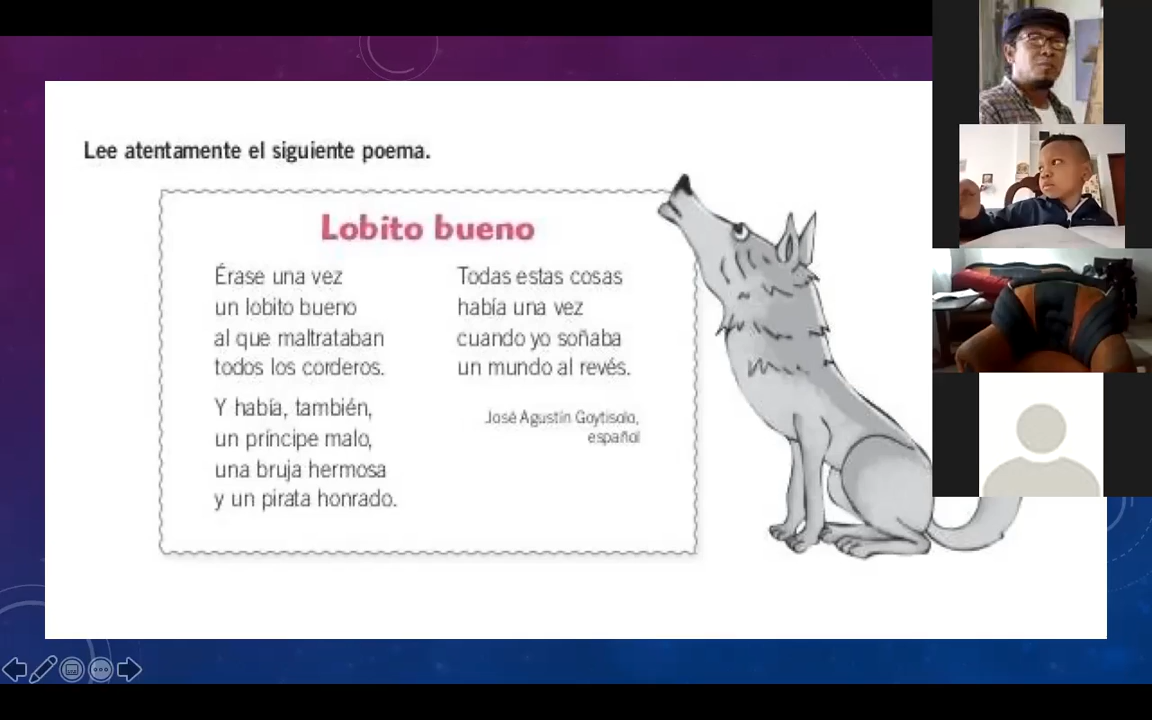 Lee atentamente el siguiente poema.
Lobito bueno
Érase una vez
un lobito bueno
al que maltrataban
todos los corderos.
Y había, también,
un príncipe malo,
una bruja hermosa
y un pirata honrado.
Todas estas cosas
había una vez
cuando yo soñaba
un mundo al revés.
José Agustín Goytisolo,
español